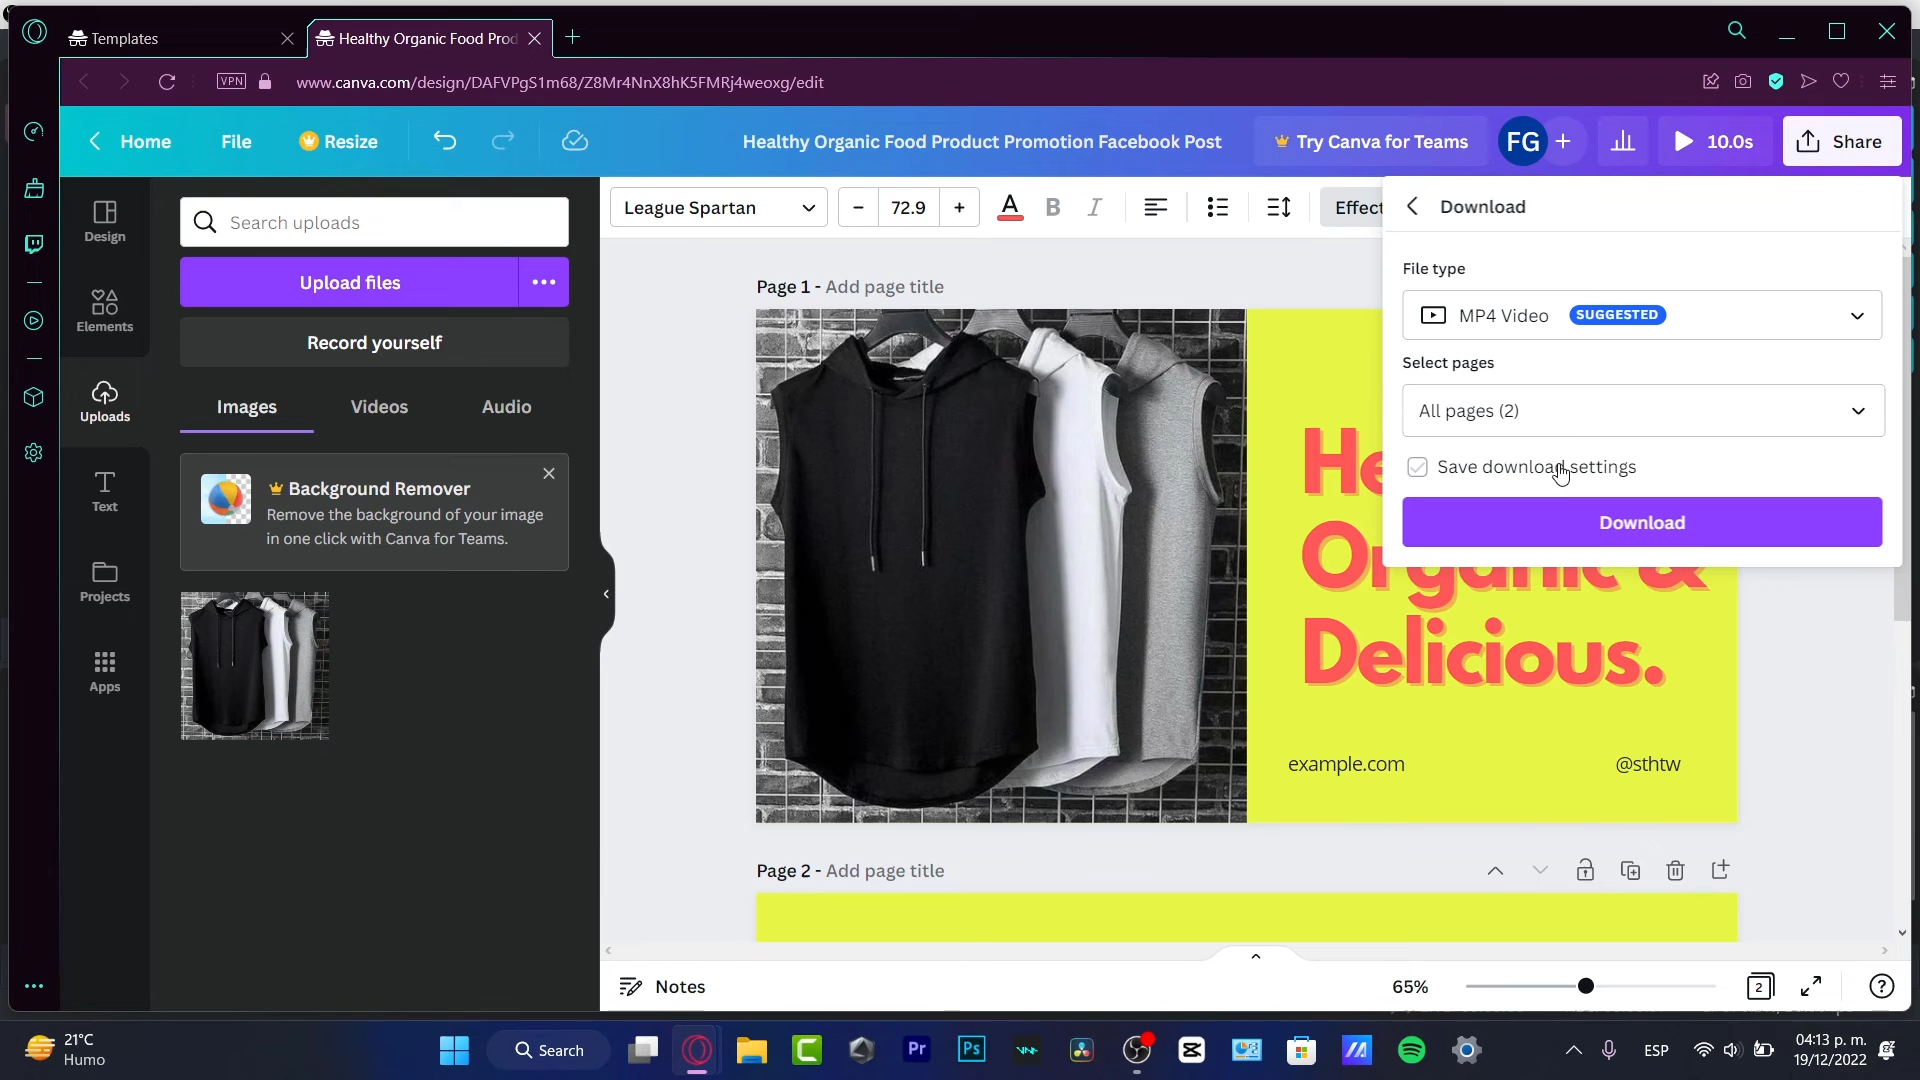 Templates
Healthy Organic Food Prod
VPN
www.canva.com/design/DAFVPgS1m68/Z8Mr4NnX8hK5FMRj4weoxg/edit
Home
File
Resize
Healthy Organic Food Product Promotion Facebook Post
Try Canva for Teams
FG
10.0s
Share
Design
Elements
Uploads
Text
Projects
Apps
Search uploads
Upload files
Record yourself
Images
Videos
Audio
Background Remover
Remove the background of your image
in one click with Canva for Teams.
League Spartan
72.9
Effect
Download
File type
MP4 Video SUGGESTED
Select pages
All pages (2)
Save download settings
Download
Page 1 - Add page title
Organic &
Delicious.
example.com
@sthtw
Page 2 - Add page title
Notes
65%
2
21°C
Humo
Search
Pr
Ps
ESP
04:13 p. m.
19/12/2022